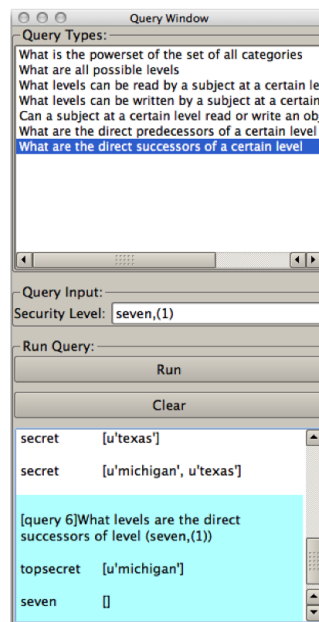 Query Window
Query Types:
What is the powerset of the set of all categories
What are all possible levels
What levels can be read by a subject at a certain le
What levels can be written by a subject at a certain
Can a subject at a certain level read or write an obj
What are the direct predecessors of a certain level
What are the direct successors of a certain level
Query Input:
Security Level: seven,(1)
Run Query:
Run
Clear
secret [u'texas']
secret [u'michigan', u'texas']
[query 6]What levels are the direct
successors of level (seven,(1))
topsecret [u'michigan']
seven []